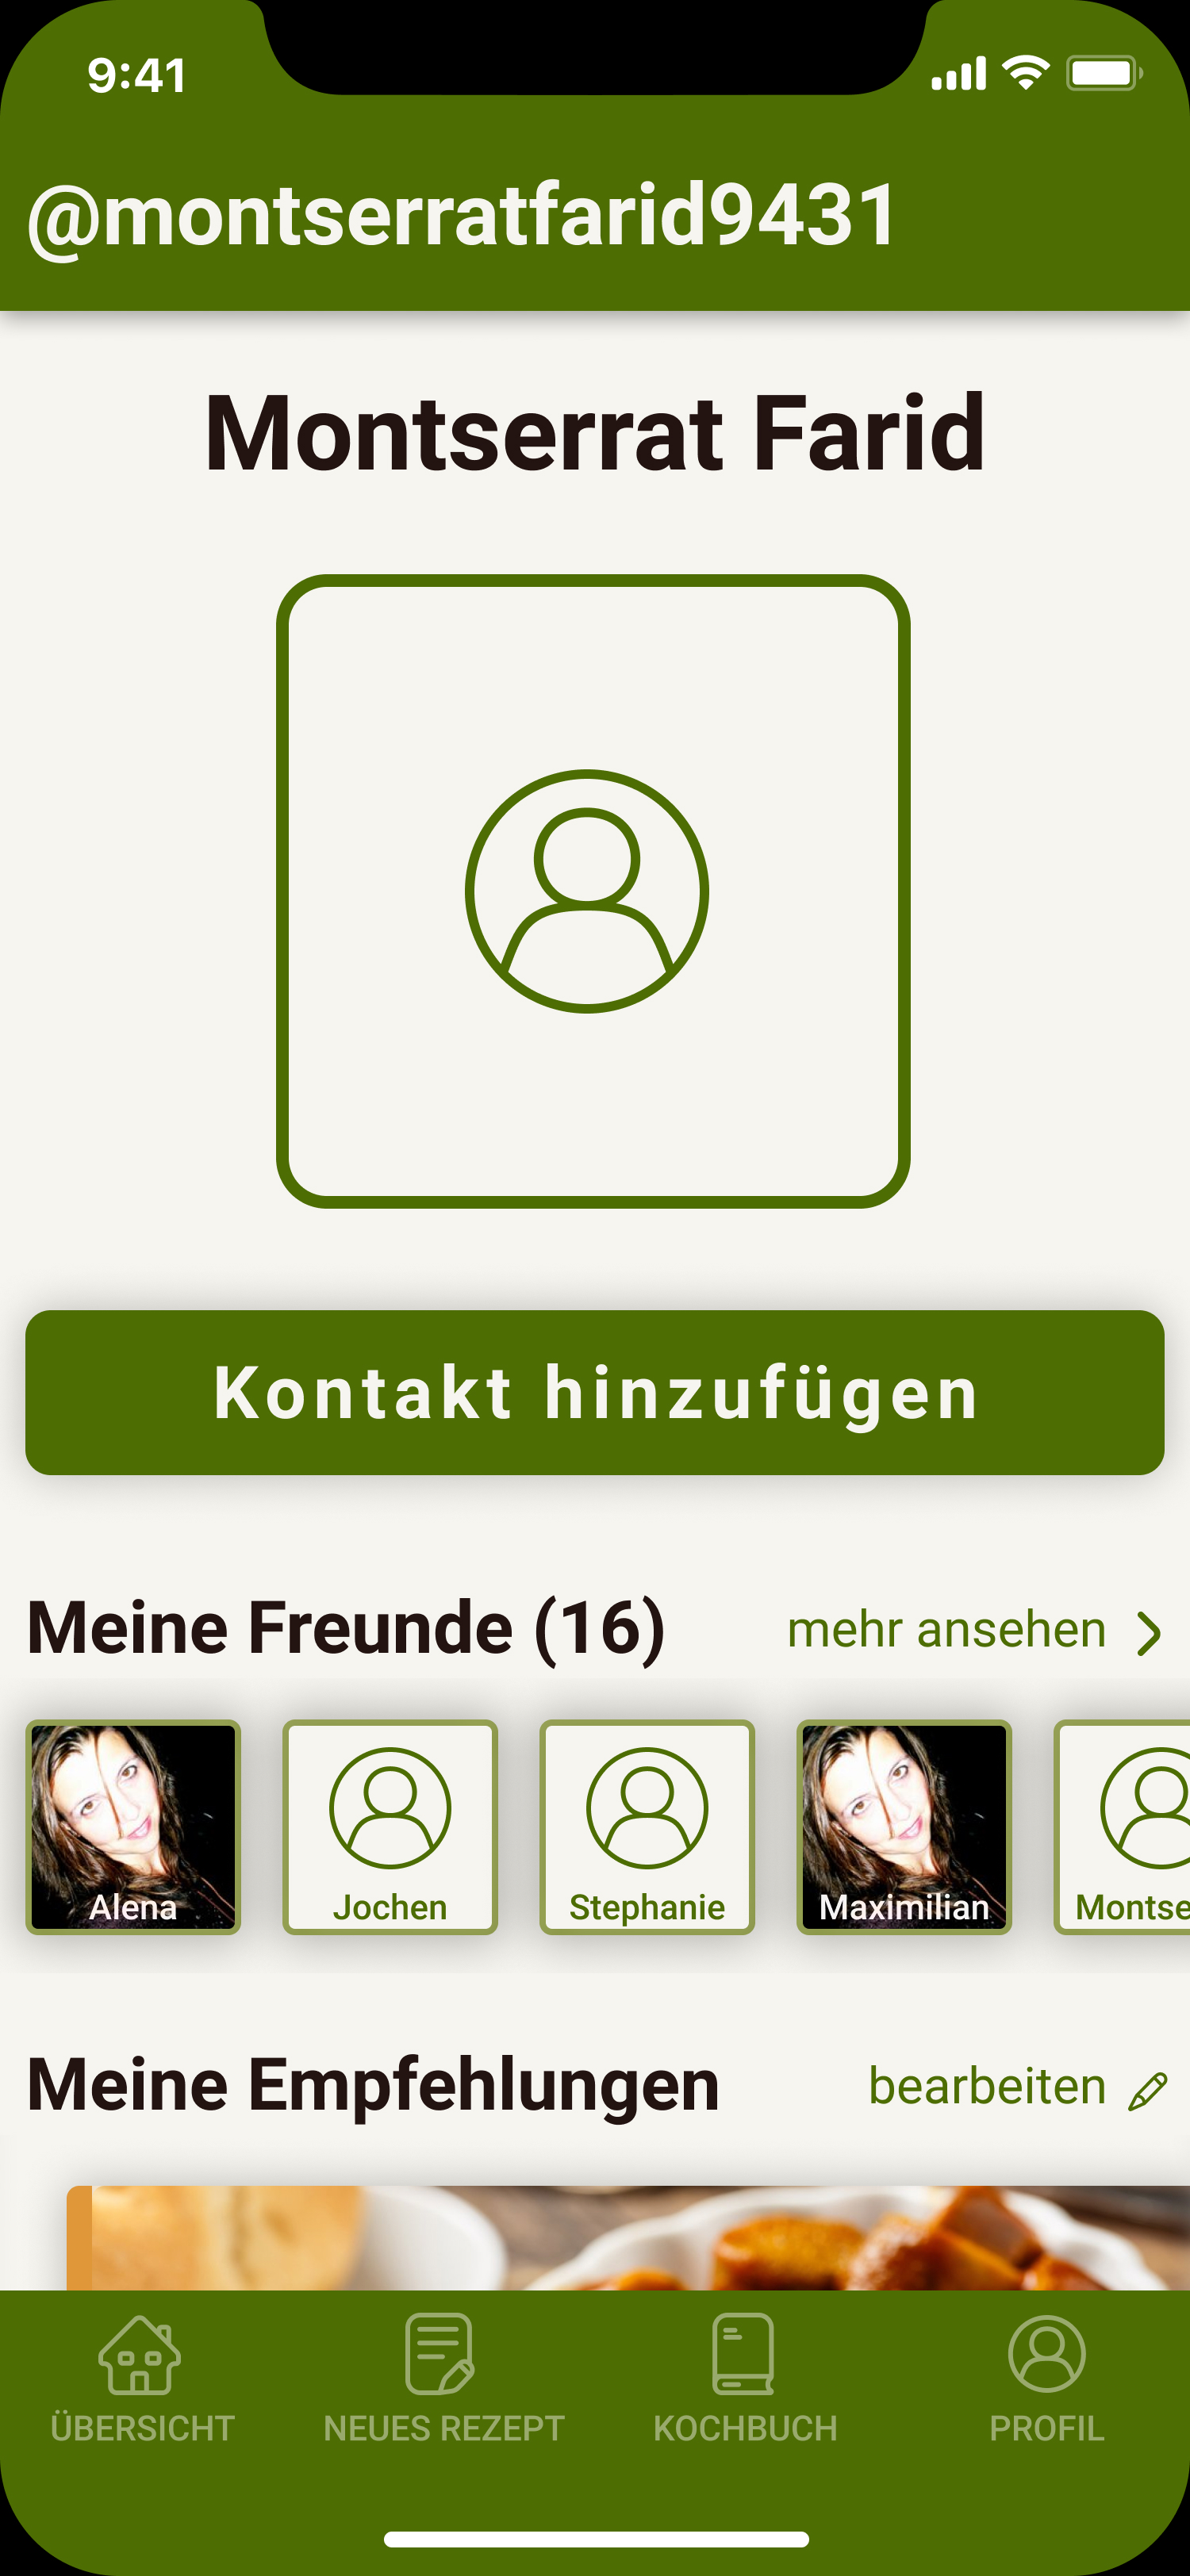 9:41
@montserratfarid9431
Montserrat Farid
Kontakt hinzufügen
Meine Freunde (16)
mehr ansehen
Alena
Jochen
Stephanie
Maximilian
Montse
Meine Empfehlungen
bearbeiten
ÜBERSICHT
NEUES REZEPT
KOCHBUCH
PROFIL